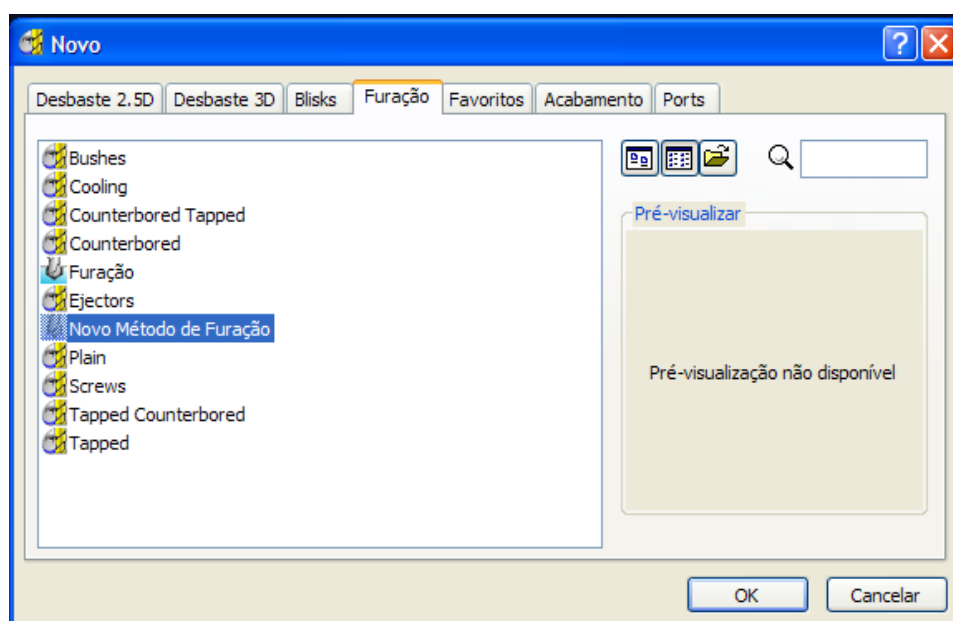 Novo
Desbaste 2.5D Desbaste 3D Blisks Furação Favoritos Acabamento Ports
Bushes
Cooling
Counterbored Tapped
Counterbored
Furação
Ejectors
Novo Método de Furação
Plain
Screws
Tapped Counterbored
Tapped
Pré-visualizar
Pré-visualização não disponível
OK Cancelar